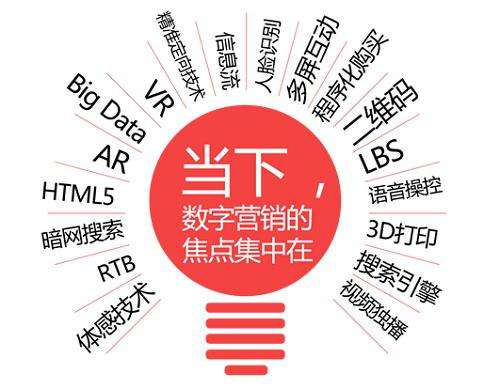 当下，
数字营销的
焦点集中在
体感技术
RTB
暗网搜索
HTML5
AR
Big Data
VR
精准定向技术
信息流
人脸识别
多屏互动
程序化购买
二维码
LBS
语音操控
3D打印
搜索引擎
视频独播